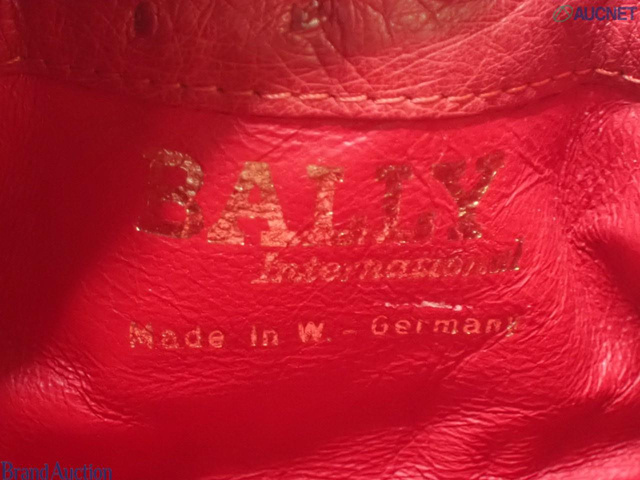 AUCNET
BALLY
International
Made in W.-Germany
Brand Auction